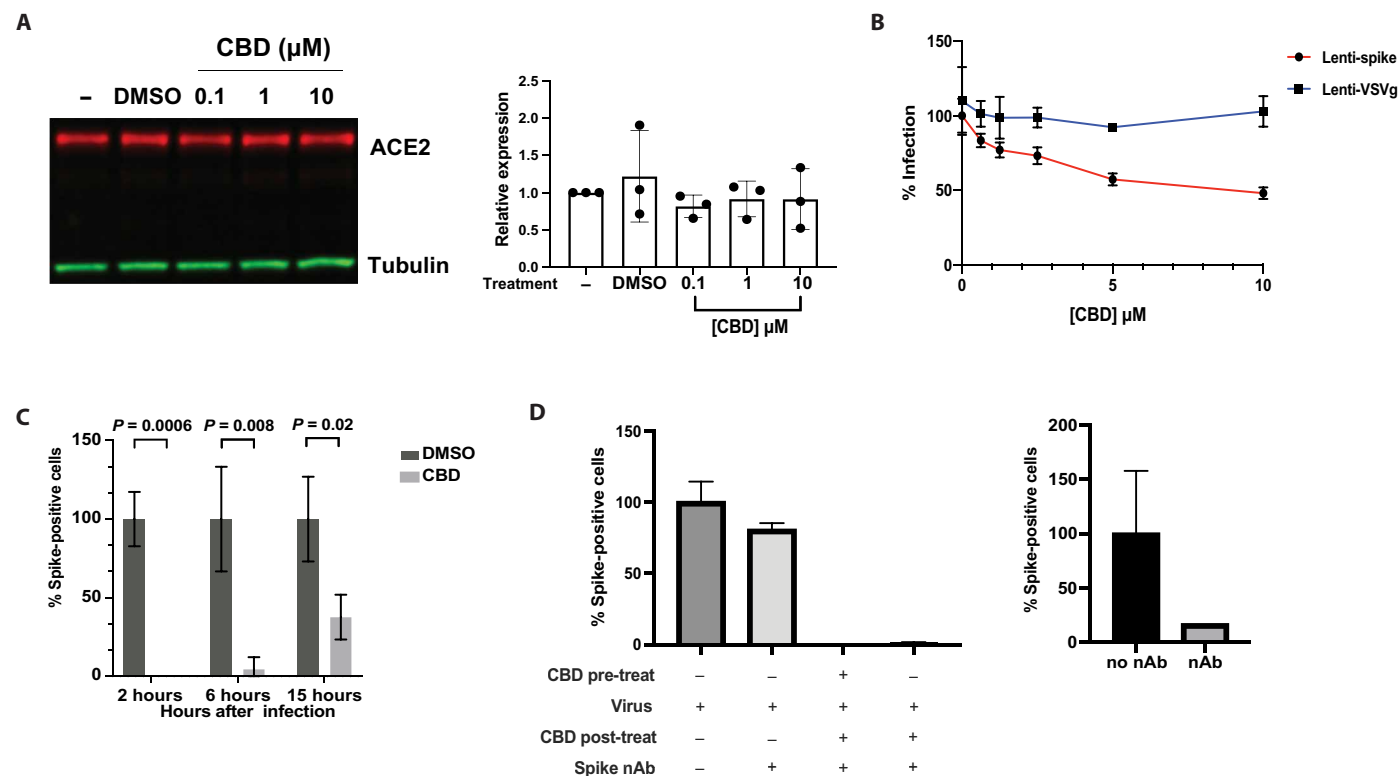 A
CBD (µM)
– DMSO 0.1 1 10
ACE2
Tubulin
Relative expression
2.5
2.0
1.5
1.0
0.5
0.0
Treatment – DMSO 0.1 1 10
[CBD] µM
B
% Infection
150
100
50
0
0 5 10
[CBD] µM
Lenti-spike
Lenti-VSVg
C
P = 0.0006 P = 0.008 P = 0.02
% Spike-positive cells
150
100
50
0
2 hours 6 hours 15 hours
Hours after infection
DMSO
CBD
D
% Spike-positive cells
150
100
50
0
CBD pre-treat – – + –
Virus + + + +
CBD post-treat – – + +
Spike nAb – + + +
% Spike-positive cells
200
150
100
50
0
no nAb nAb